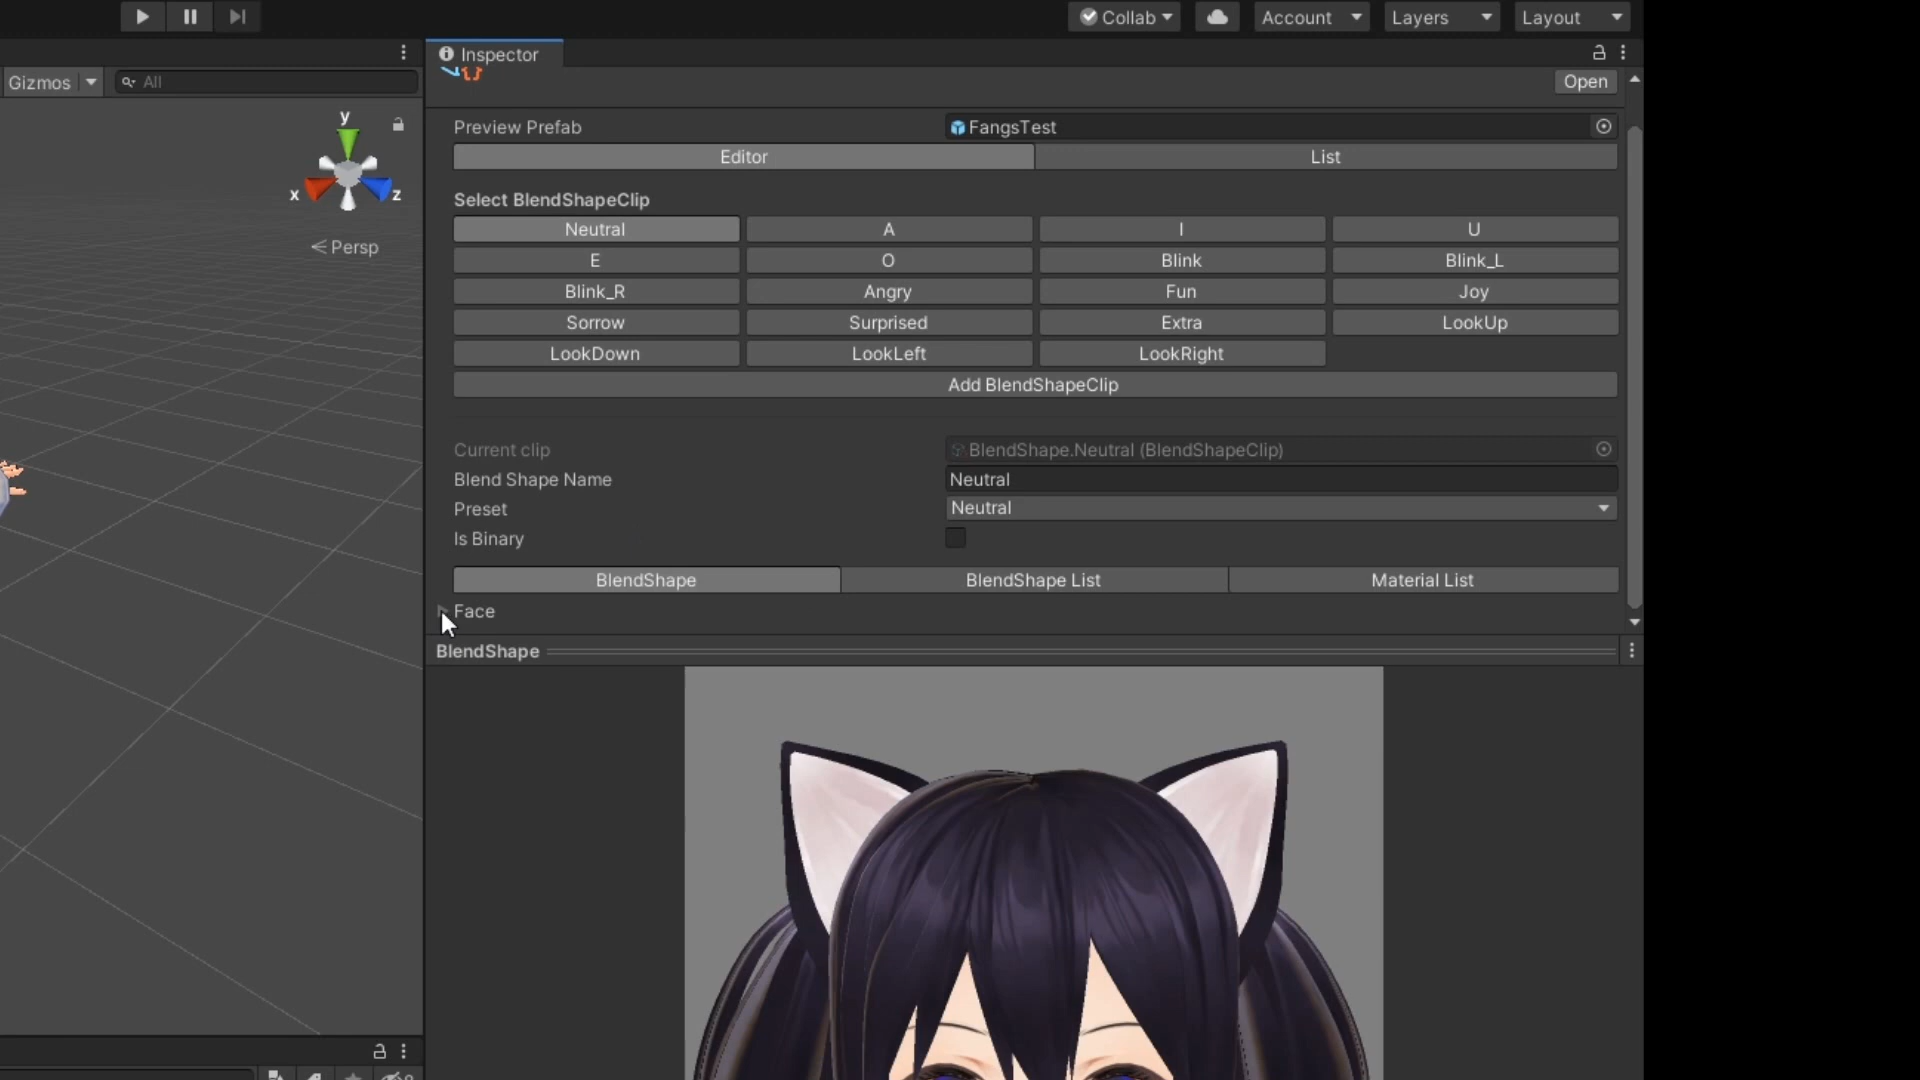 Collab Account Layers Layout
Inspector
Gizmos All
Open
y
x z
Persp
Preview Prefab FangsTest
Editor List
Select BlendShapeClip
Neutral A I U
E O Blink Blink_L
Blink_R Angry Fun Joy
Sorrow Surprised Extra LookUp
LookDown LookLeft LookRight
Add BlendShapeClip
Current clip BlendShape.Neutral (BlendShapeClip)
Blend Shape Name Neutral
Preset Neutral
Is Binary
BlendShape BlendShape List Material List
Face
BlendShape